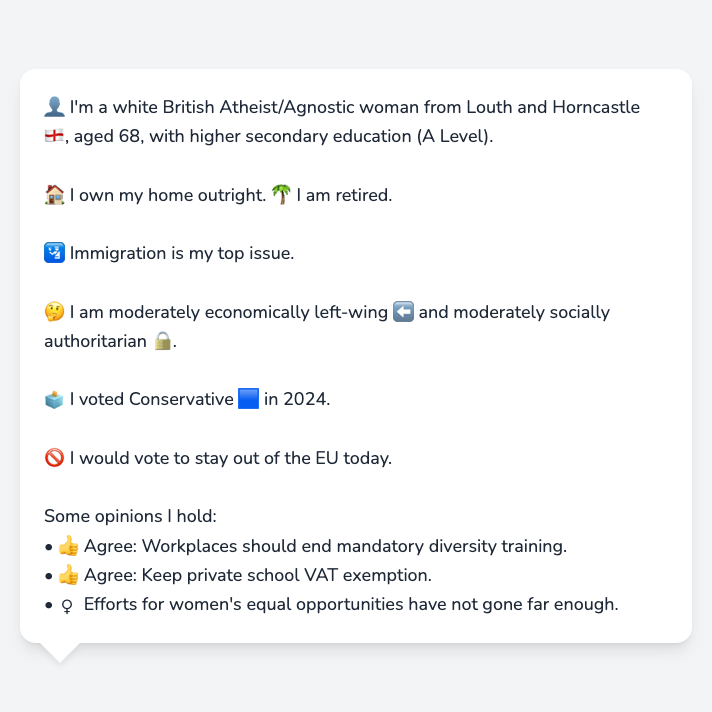 👤 I'm a white British Atheist/Agnostic woman from Louth and Horncastle
🏴󠁧󠁢󠁥󠁮󠁧󠁿, aged 68, with higher secondary education (A Level).
🏠 I own my home outright. 🌴 I am retired.
🛂 Immigration is my top issue.
🤔 I am moderately economically left-wing ⬅️ and moderately socially
authoritarian 🔒.
🗳️ I voted Conservative 🟦 in 2024.
🚫 I would vote to stay out of the EU today.
Some opinions I hold:
• 👍 Agree: Workplaces should end mandatory diversity training.
• 👍 Agree: Keep private school VAT exemption.
• ♀ Efforts for women's equal opportunities have not gone far enough.